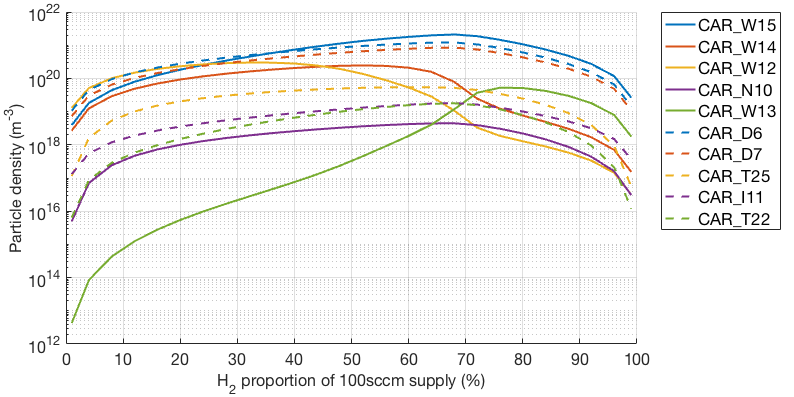 10^22
10^20
10^18
10^16
10^14
10^12
Particle density (m^-3)
0 10 20 30 40 50 60 70 80 90 100
H_2 proportion of 100sccm supply (%)
CAR_W15
CAR_W14
CAR_W12
CAR_N10
CAR_W13
CAR_D6
CAR_D7
CAR_T25
CAR_I11
CAR_T22